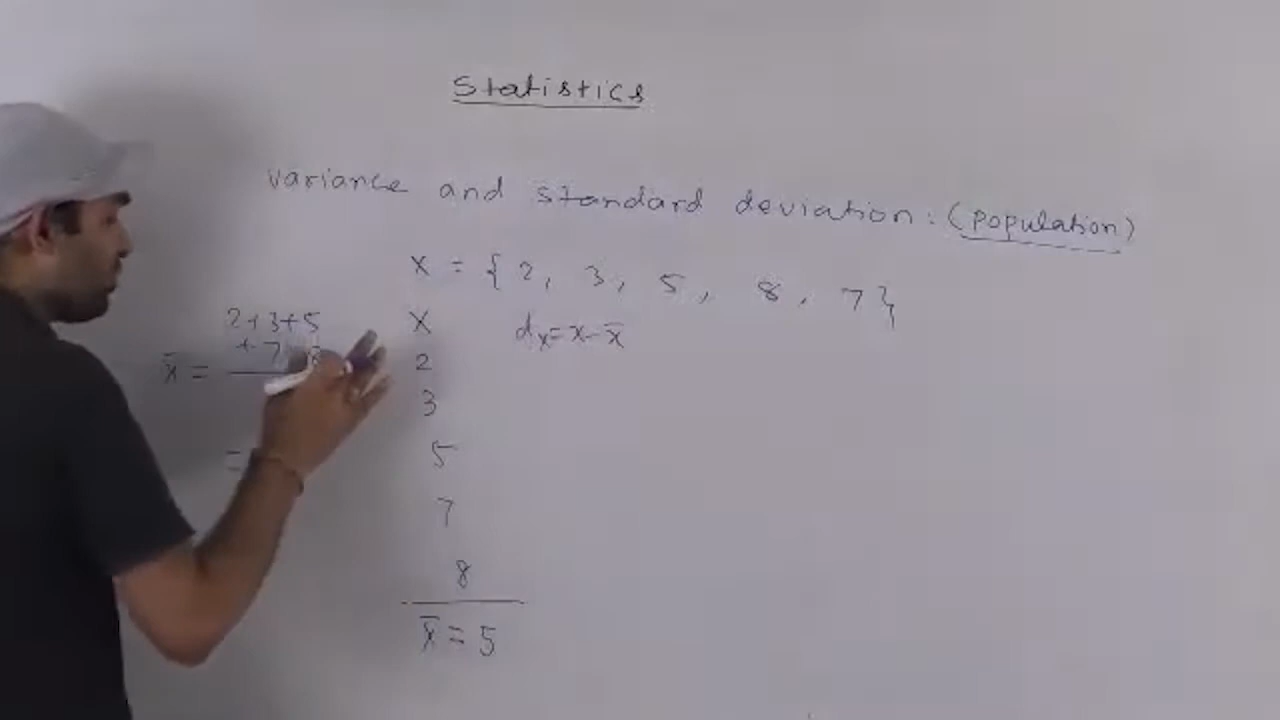 Statistics
variance and standard deviation: (population)
X = { 2, 3, 5, 8, 7 }
2+3+5
+ 7
x̄ =
=
X dx = x - x̄
2
3
5
7
8
x̄ = 5